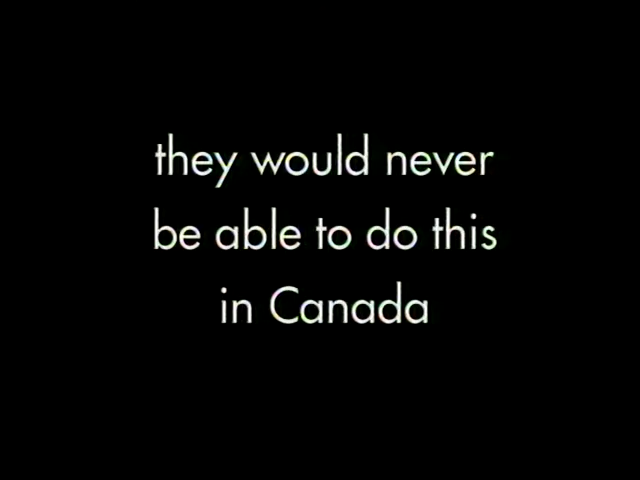 they would never
be able to do this
in Canada